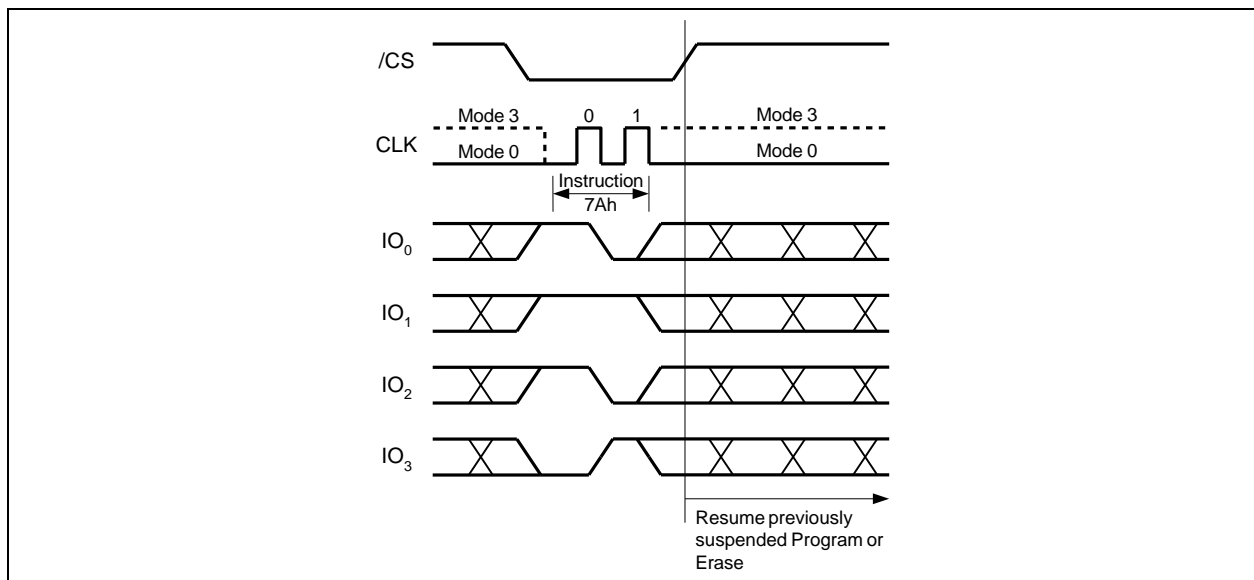 /CS
Mode 3 0 1 Mode 3
CLK
Mode 0 Mode 0
Instruction
7Ah
IO0
IO1
IO2
IO3
Resume previously
suspended Program or
Erase